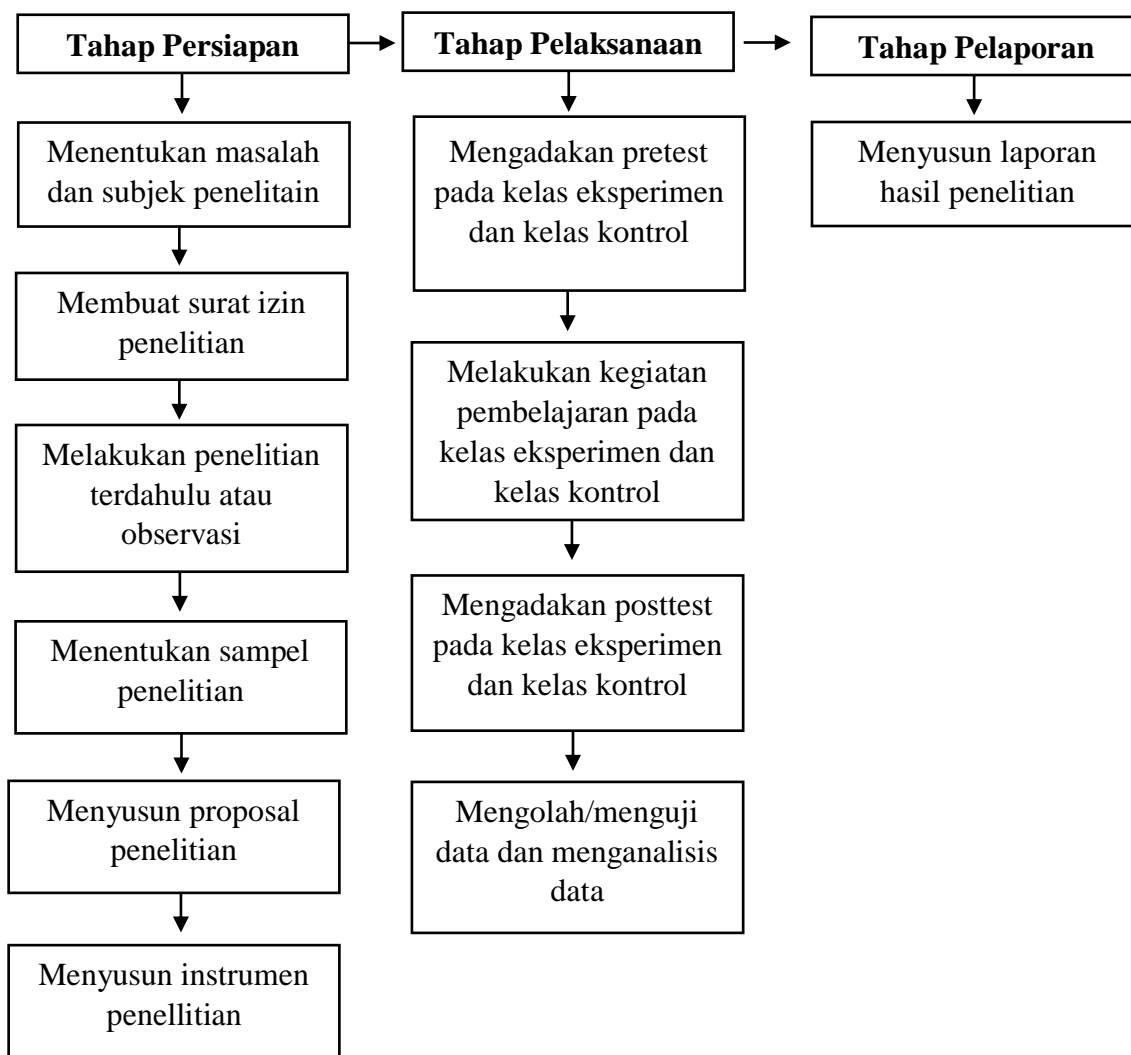 Tahap Persiapan
Menentukan masalah
dan subjek penelitain
Membuat surat izin
penelitian
Melakukan penelitian
terdahulu atau
observasi
Menentukan sampel
penelitian
Menyusun proposal
penelitian
Menyusun instrumen
penellitian
Tahap Pelaksanaan
Mengadakan pretest
pada kelas eksperimen
dan kelas kontrol
Melakukan kegiatan
pembelajaran pada
kelas eksperimen dan
kelas kontrol
Mengadakan posttest
pada kelas eksperimen
dan kelas kontrol
Mengolah/menguji
data dan menganalisis
data
Tahap Pelaporan
Menyusun laporan
hasil penelitian